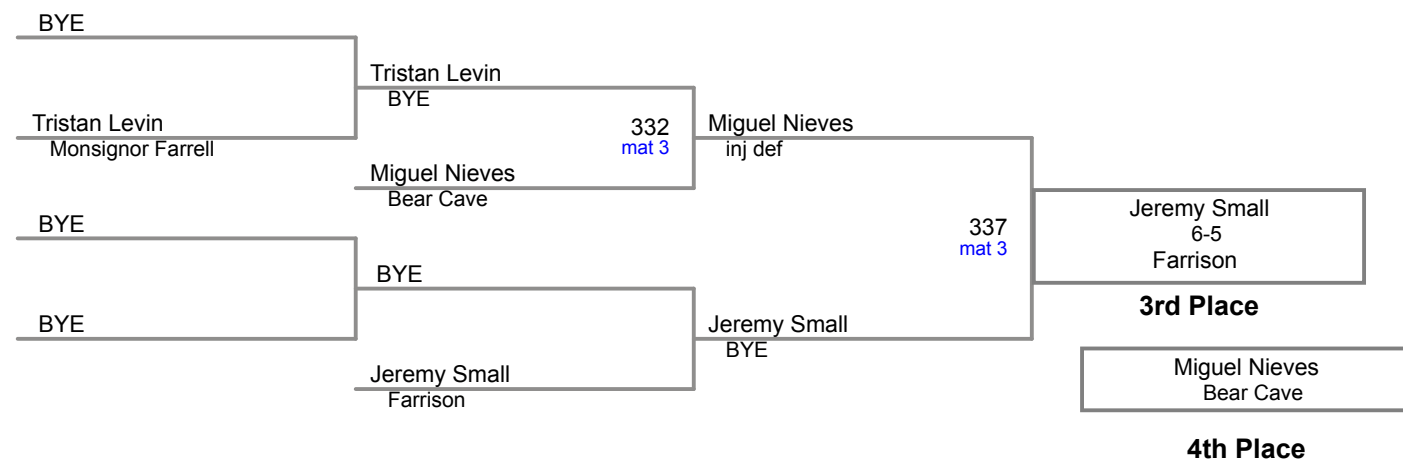 BYE
Tristan Levin
BYE
Tristan Levin
Monsignor Farrell
332
mat 3
Miguel Nieves
inj def
Miguel Nieves
Bear Cave
BYE
337
mat 3
Jeremy Small
6-5
Farrison
BYE
3rd Place
BYE
Jeremy Small
BYE
Jeremy Small
Farrison
Miguel Nieves
Bear Cave
4th Place